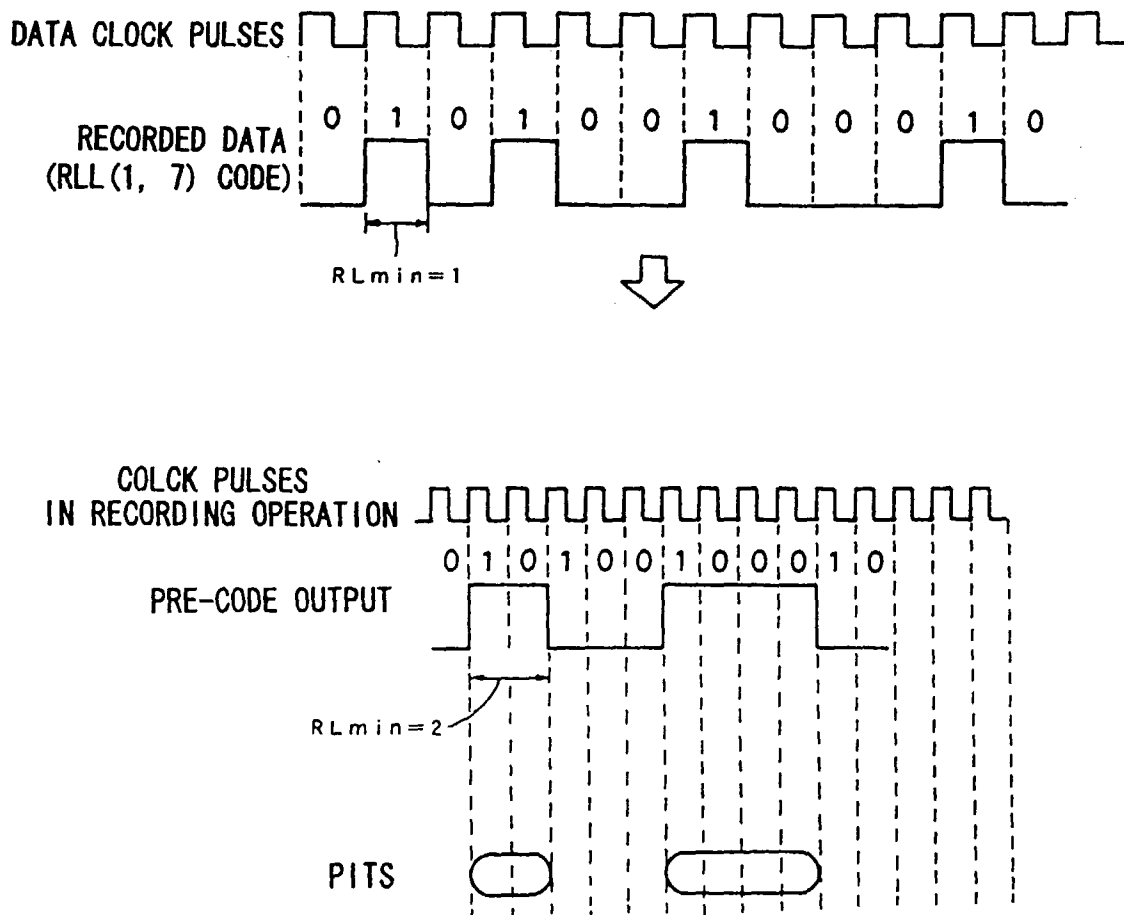 DATA CLOCK PULSES
0 1 0 1 0 0 1 0 0 0 1 0
RECORDED DATA
(RLL(1, 7) CODE)
RLmin=1
COLCK PULSES
IN RECORDING OPERATION
0 1 0 1 0 0 1 0 0 0 1 0
PRE-CODE OUTPUT
RLmin=2
PITS